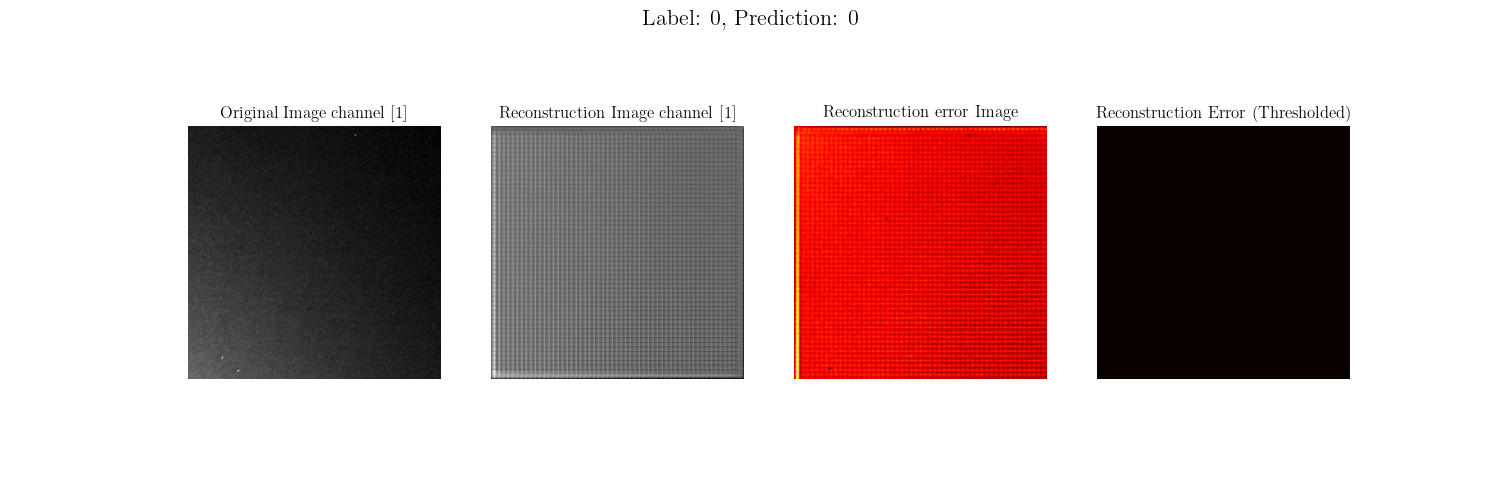 Label: 0, Prediction: 0
Original Image channel [1]
Reconstruction Image channel [1]
Reconstruction error Image
Reconstruction Error (Thresholded)